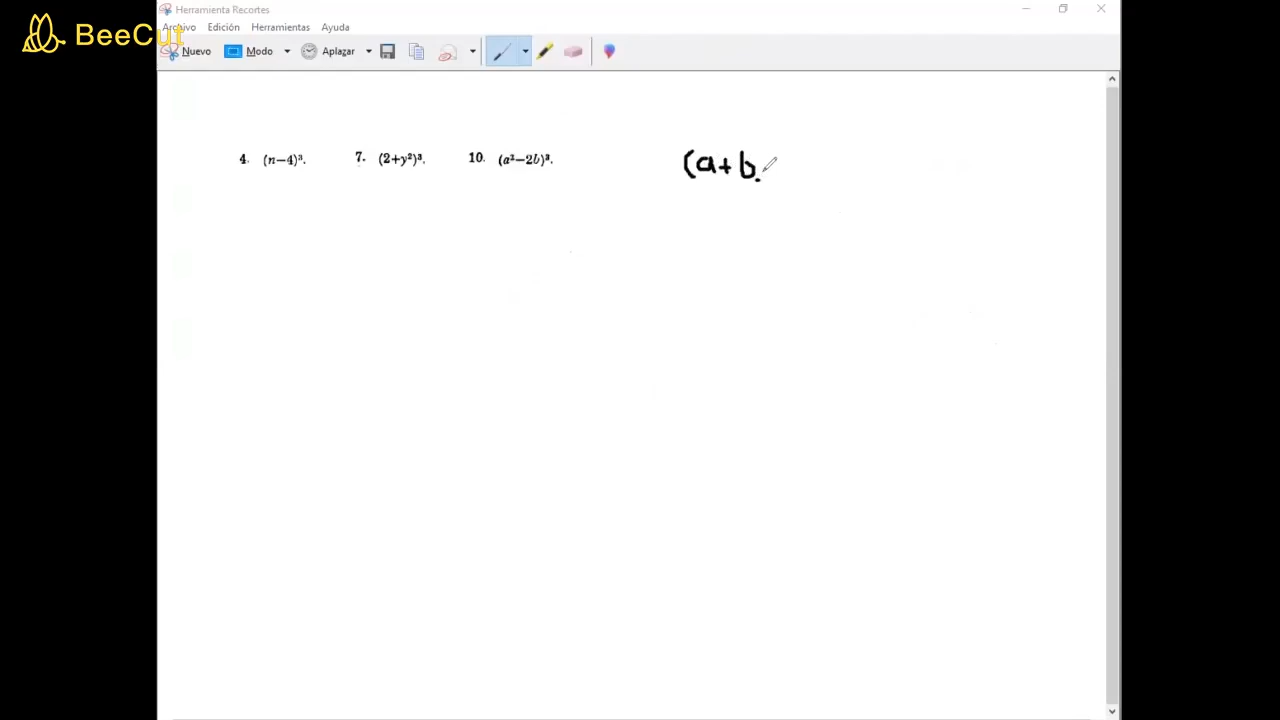 BeeCut
Herramienta Recortes
Archivo Edición Herramientas Ayuda
Nuevo Modo Aplazar
4. (n−4)³. 7. (2+y²)³. 10. (a²−2b)³.
(a+b